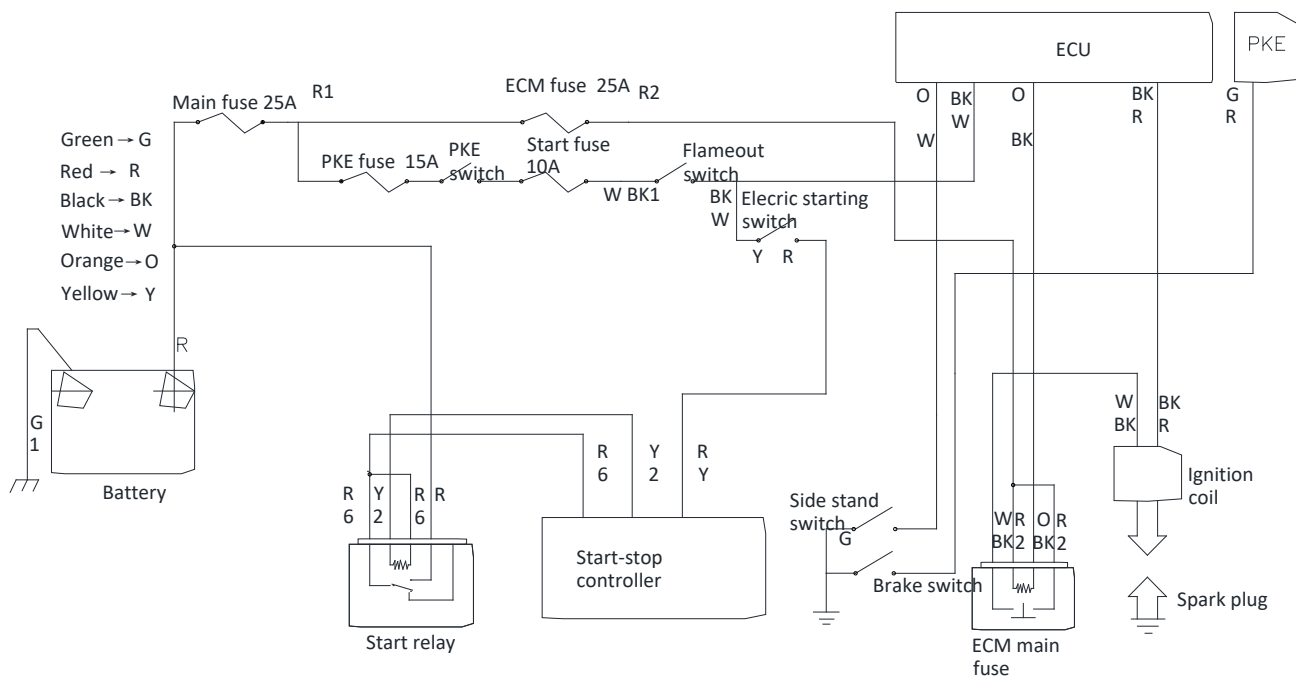 ECU
PKE
Main fuse 25A
R1
ECM fuse 25A
R2
O
W
BK
W
O
BK
BK
R
G
R
Green→G
Red → R
Black→BK
White→W
Orange→O
Yellow→ Y
PKE fuse 15A
PKE
switch
Start fuse
10A
W BK1
Flameout
switch
BK
W
Elecric starting
switch
Y R
R
G
1
Battery
R
6
Y
2
R
6
R
Start relay
R
6
Y
2
R
Y
Start-stop
controller
Side stand
switch
G
Brake switch
W
BK
R
2
O
BK
R
2
ECM main
fuse
W
BK
BK
R
Ignition
coil
Spark plug